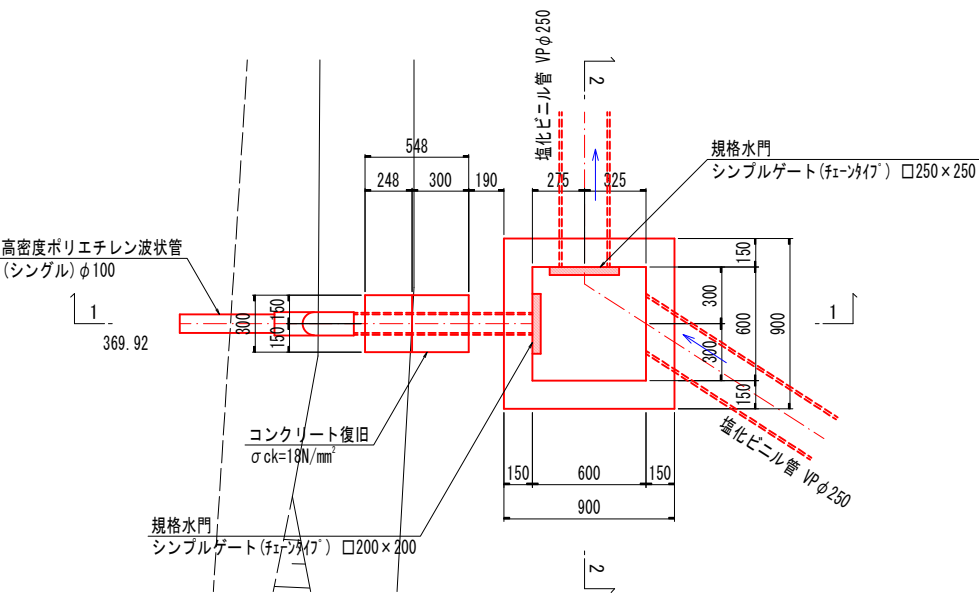 塩化ビニル管 VPφ250
2
規格水門
シンプルゲート(ﾁｪｰﾝﾀｲﾌﾟ) □250×250
548
248
300
190
275
325
高密度ポリエチレン波状管
(シングル)φ100
1
369.92
300
150
150
150
300
600
900
300
150
1
コンクリート復旧
σck=18N/mm²
塩化ビニル管 VPφ250
150
600
150
900
規格水門
シンプルゲート(ﾁｪｰﾝﾀｲﾌﾟ) □200×200
2